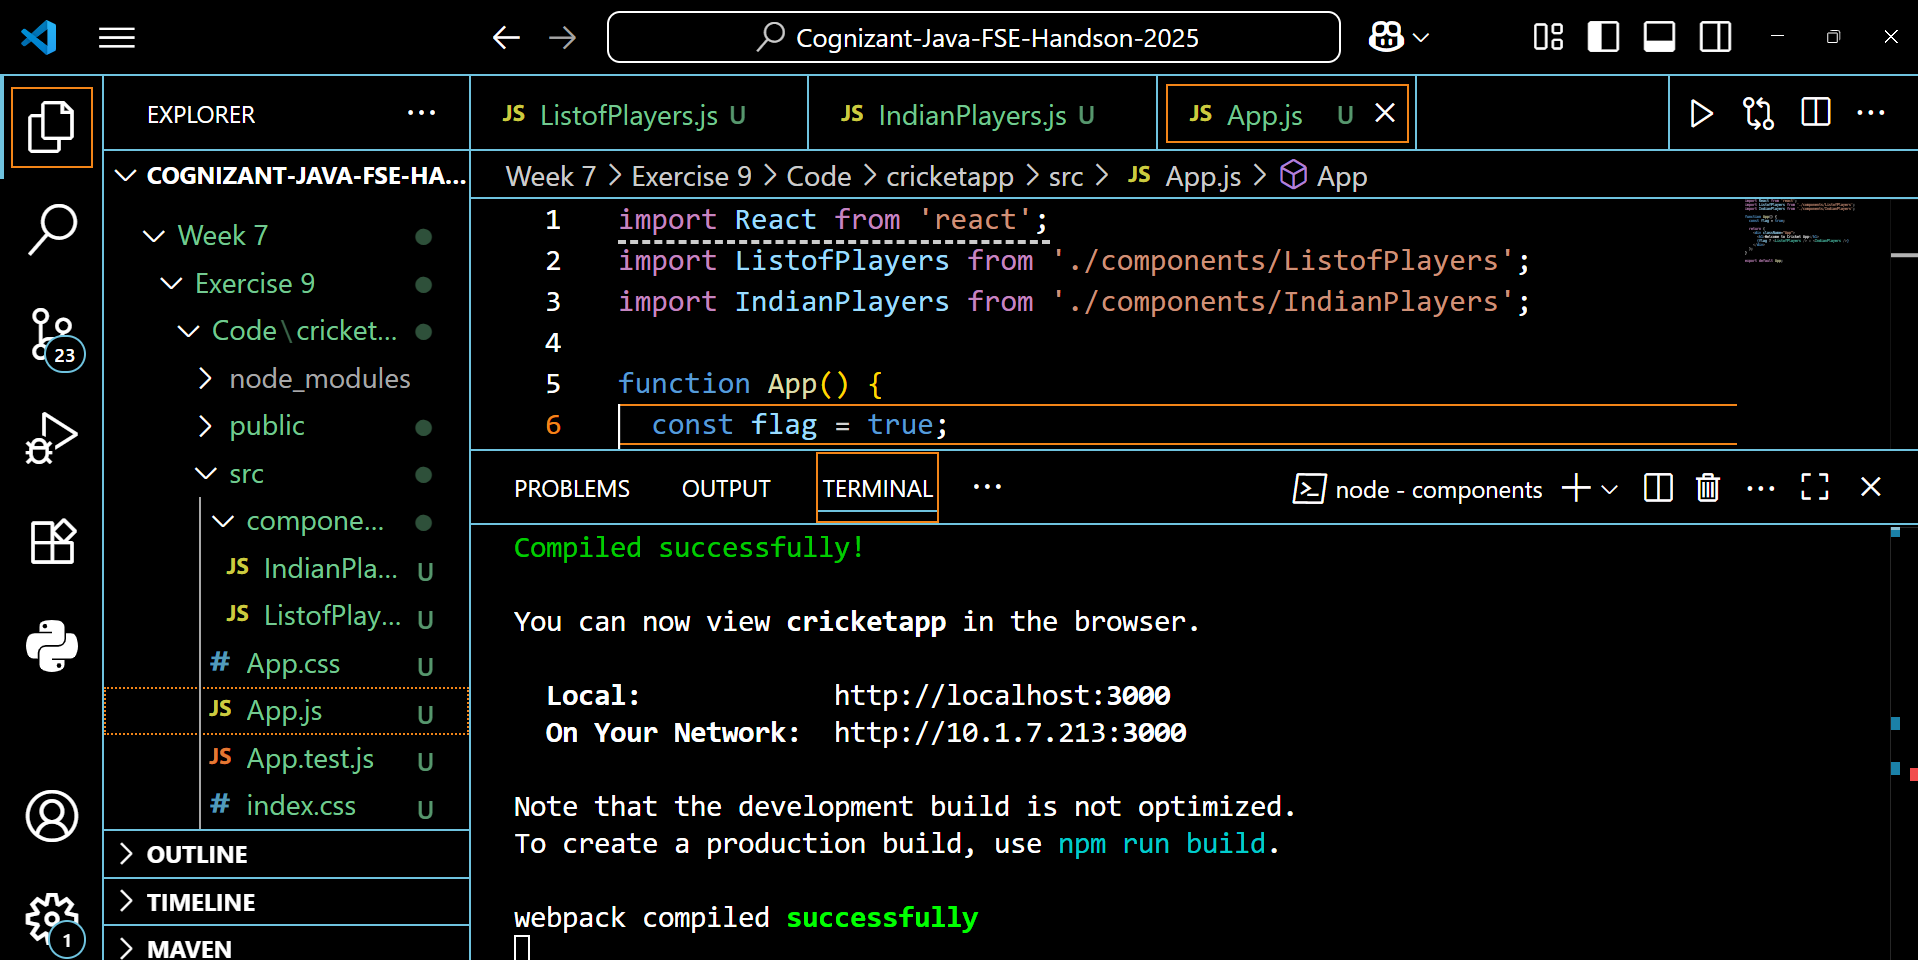 Cognizant-Java-FSE-Handson-2025
EXPLORER
COGNIZANT-JAVA-FSE-HA...
Week 7
Exercise 9
Code\cricket...
node_modules
public
src
compone...
JS IndianPla... U
JS ListofPlay... U
# App.css U
JS App.js U
JS App.test.js U
# index.css U
OUTLINE
TIMELINE
MAVEN
23
1
JS ListofPlayers.js U
JS IndianPlayers.js U
JS App.js U
Week 7 > Exercise 9 > Code > cricketapp > src > JS App.js > App
1 import React from 'react';
2 import ListofPlayers from './components/ListofPlayers';
3 import IndianPlayers from './components/IndianPlayers';
4
5 function App() {
6 const flag = true;
PROBLEMS OUTPUT TERMINAL ... node - components
Compiled successfully!
You can now view cricketapp in the browser.
Local: http://localhost:3000
On Your Network: http://10.1.7.213:3000
Note that the development build is not optimized.
To create a production build, use npm run build.
webpack compiled successfully